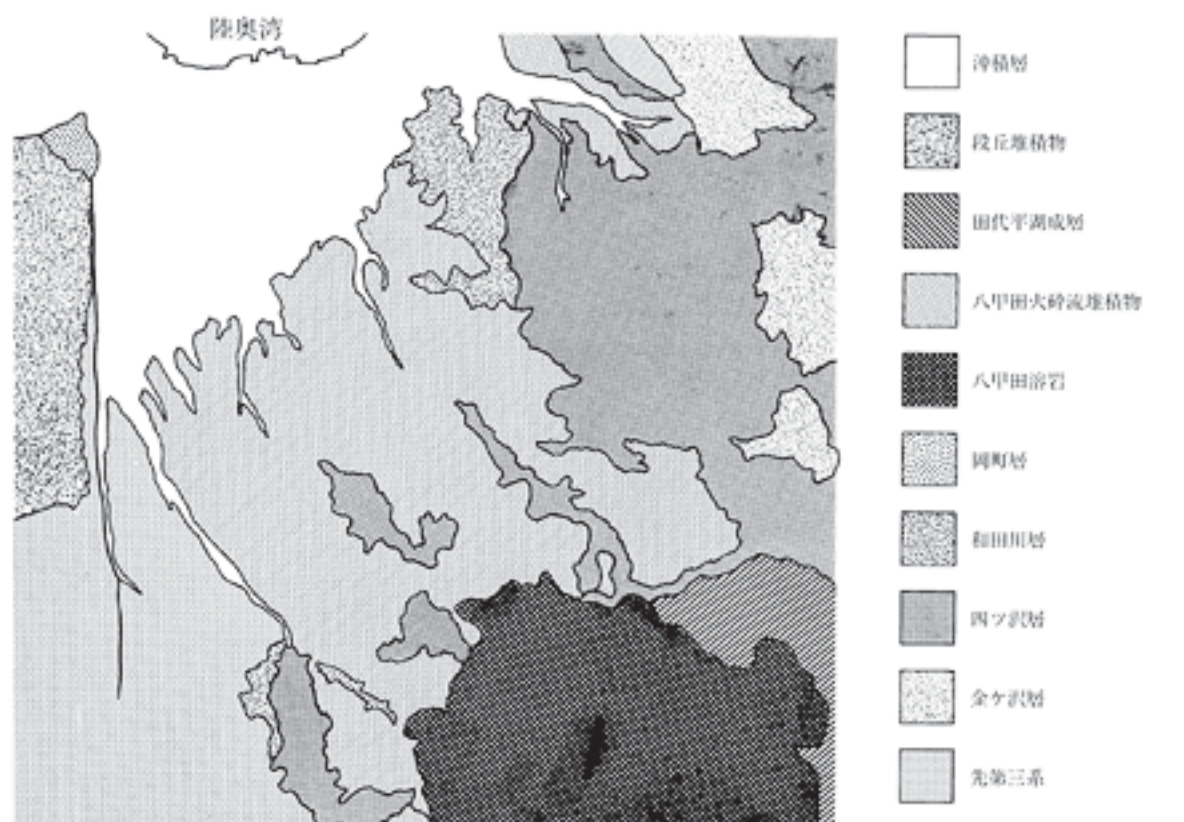 陸奥湾
沖積層
段丘堆積物
田代平湖成層
八甲田火砕流堆積物
八甲田溶岩
岡町層
和田川層
四ツ沢層
金ケ沢層
先第三系